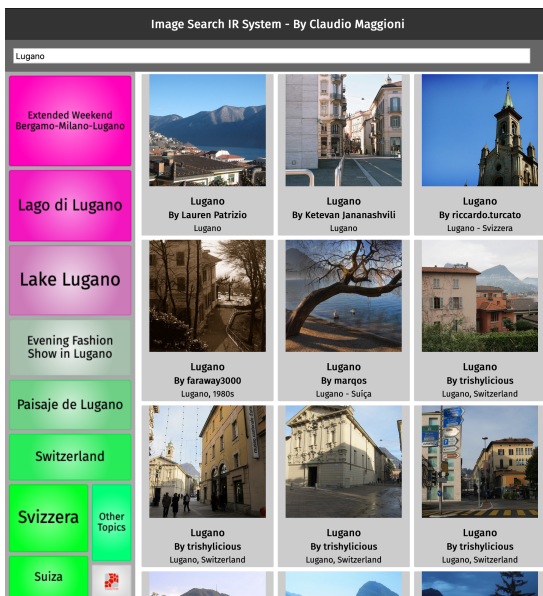 Image Search IR System - By Claudio Maggioni
Lugano
Extended Weekend
Bergamo-Milano-Lugano
Lago di Lugano
Lake Lugano
Evening Fashion
Show in Lugano
Paisaje de Lugano
Switzerland
Svizzera
Other
Topics
Suiza
Lugano
By Lauren Patrizio
Lugano
Lugano
By Ketevan Jananashvili
Lugano
Lugano
By riccardo.turcato
Lugano - Svizzera
Lugano
By faraway3000
Lugano, 1980s
Lugano
By marqos
Lugano - Suiça
Lugano
By trishylicious
Lugano, Switzerland
Lugano
By trishylicious
Lugano, Switzerland
Lugano
By trishylicious
Lugano, Switzerland
Lugano
By trishylicious
Lugano, Switzerland